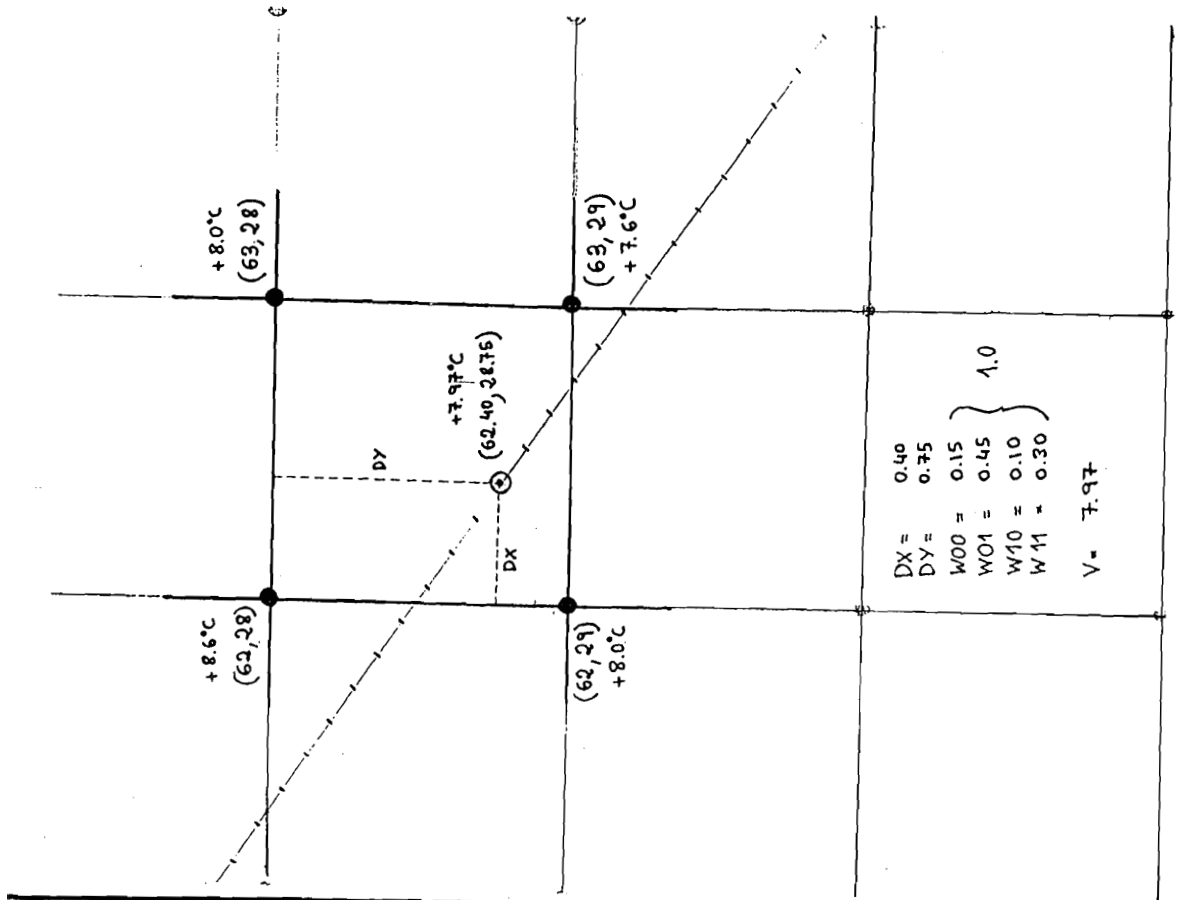 +8.6°C
(62,28)
+8.0°C
(63,28)
DY
+7.97°C
(62.40,28.75)
DX
(62,29)
+8.0°C
(63,29)
+7.6°C
DX = 0.40
DY = 0.75
W00 = 0.15
W01 = 0.45
W10 = 0.10
W11 = 0.30
1.0
V = 7.97